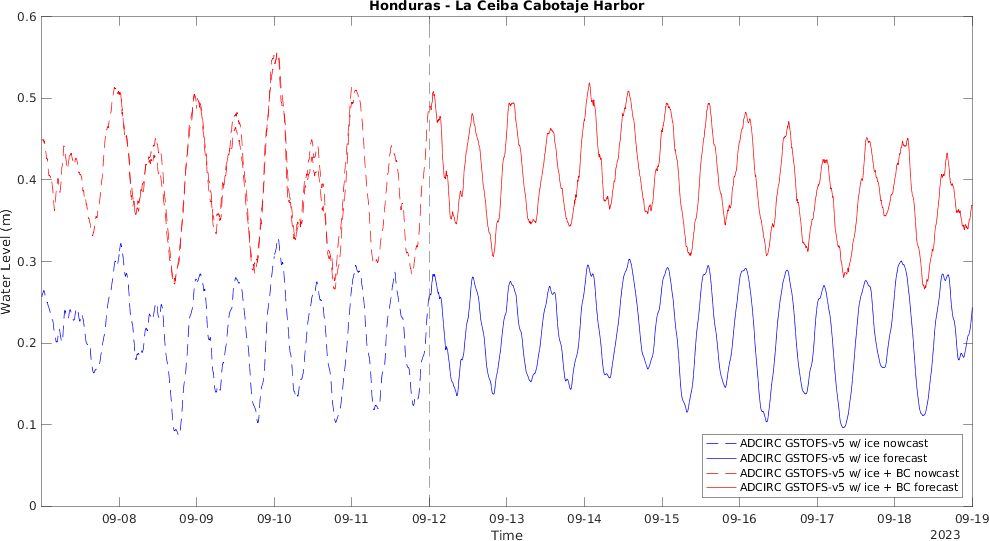 Honduras - La Ceiba Cabotaje Harbor
0.6
0.5
0.4
0.3
0.2
0.1
0
Water Level (m)
ADCIRC GSTOFS-v5 w/ ice nowcast
ADCIRC GSTOFS-v5 w/ ice forecast
ADCIRC GSTOFS-v5 w/ ice + BC nowcast
ADCIRC GSTOFS-v5 w/ ice + BC forecast
09-08 09-09 09-10 09-11 09-12 09-13 09-14 09-15 09-16 09-17 09-18 09-19
Time
2023